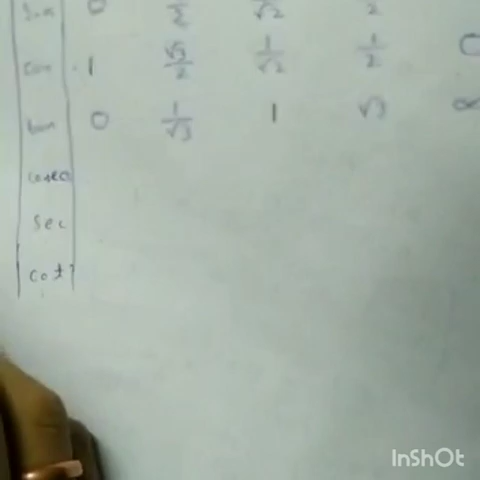 sin 0 1/2 1/√2 2
cos 1 √3/2 1/√2 1/2 0
tan 0 1/√3 1 √3 ∞
cosec
sec
cot
InShOt